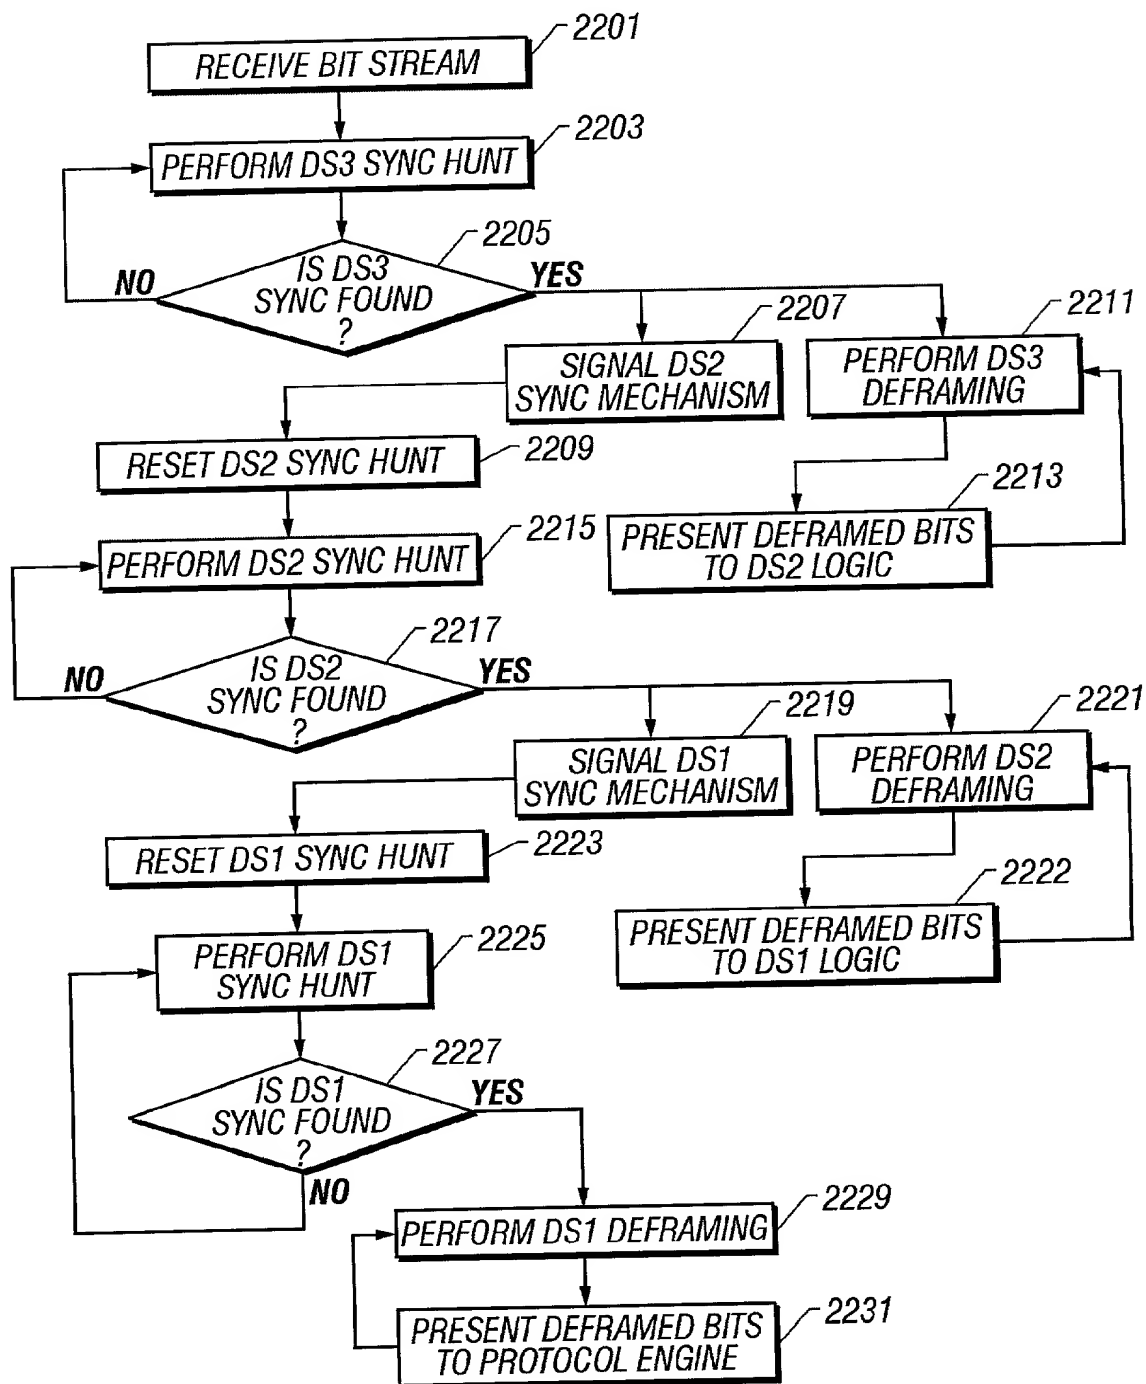 2201
RECEIVE BIT STREAM
2203
PERFORM DS3 SYNC HUNT
2205
IS DS3
SYNC FOUND
?
NO
YES
2207
SIGNAL DS2
SYNC MECHANISM
2211
PERFORM DS3
DEFRAMING
2209
RESET DS2 SYNC HUNT
2213
PRESENT DEFRAMED BITS
TO DS2 LOGIC
2215
PERFORM DS2 SYNC HUNT
2217
IS DS2
SYNC FOUND
?
NO
YES
2219
SIGNAL DS1
SYNC MECHANISM
2221
PERFORM DS2
DEFRAMING
2223
RESET DS1 SYNC HUNT
2222
PRESENT DEFRAMED BITS
TO DS1 LOGIC
2225
PERFORM DS1
SYNC HUNT
2227
IS DS1
SYNC FOUND
?
YES
NO
2229
PERFORM DS1 DEFRAMING
2231
PRESENT DEFRAMED BITS
TO PROTOCOL ENGINE